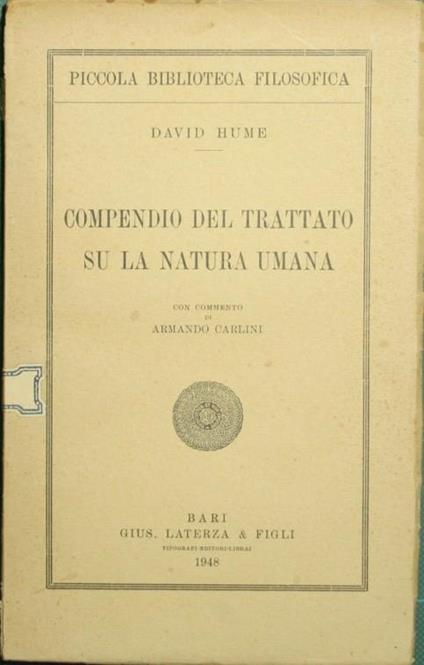 PICCOLA BIBLIOTECA FILOSOFICA
DAVID HUME
COMPENDIO DEL TRATTATO
SU LA NATURA UMANA
CON COMMENTO
DI
ARMANDO CARLINI
BARI
GIUS. LATERZA & FIGLI
TIPOGRAFI-EDITORI-LIBRAI
1948